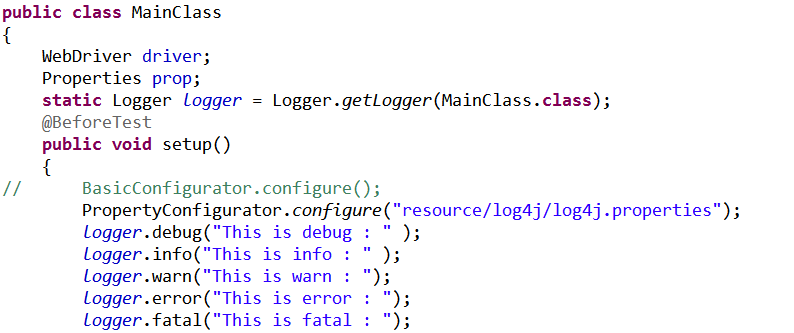 public class MainClass
{
    WebDriver driver;
    Properties prop;
    static Logger logger = Logger.getLogger(MainClass.class);
    @BeforeTest
    public void setup()
    {
//      BasicConfigurator.configure();
        PropertyConfigurator.configure("resource/log4j/log4j.properties");
        logger.debug("This is debug : " );
        logger.info("This is info : " );
        logger.warn("This is warn : ");
        logger.error("This is error : ");
        logger.fatal("This is fatal : ");